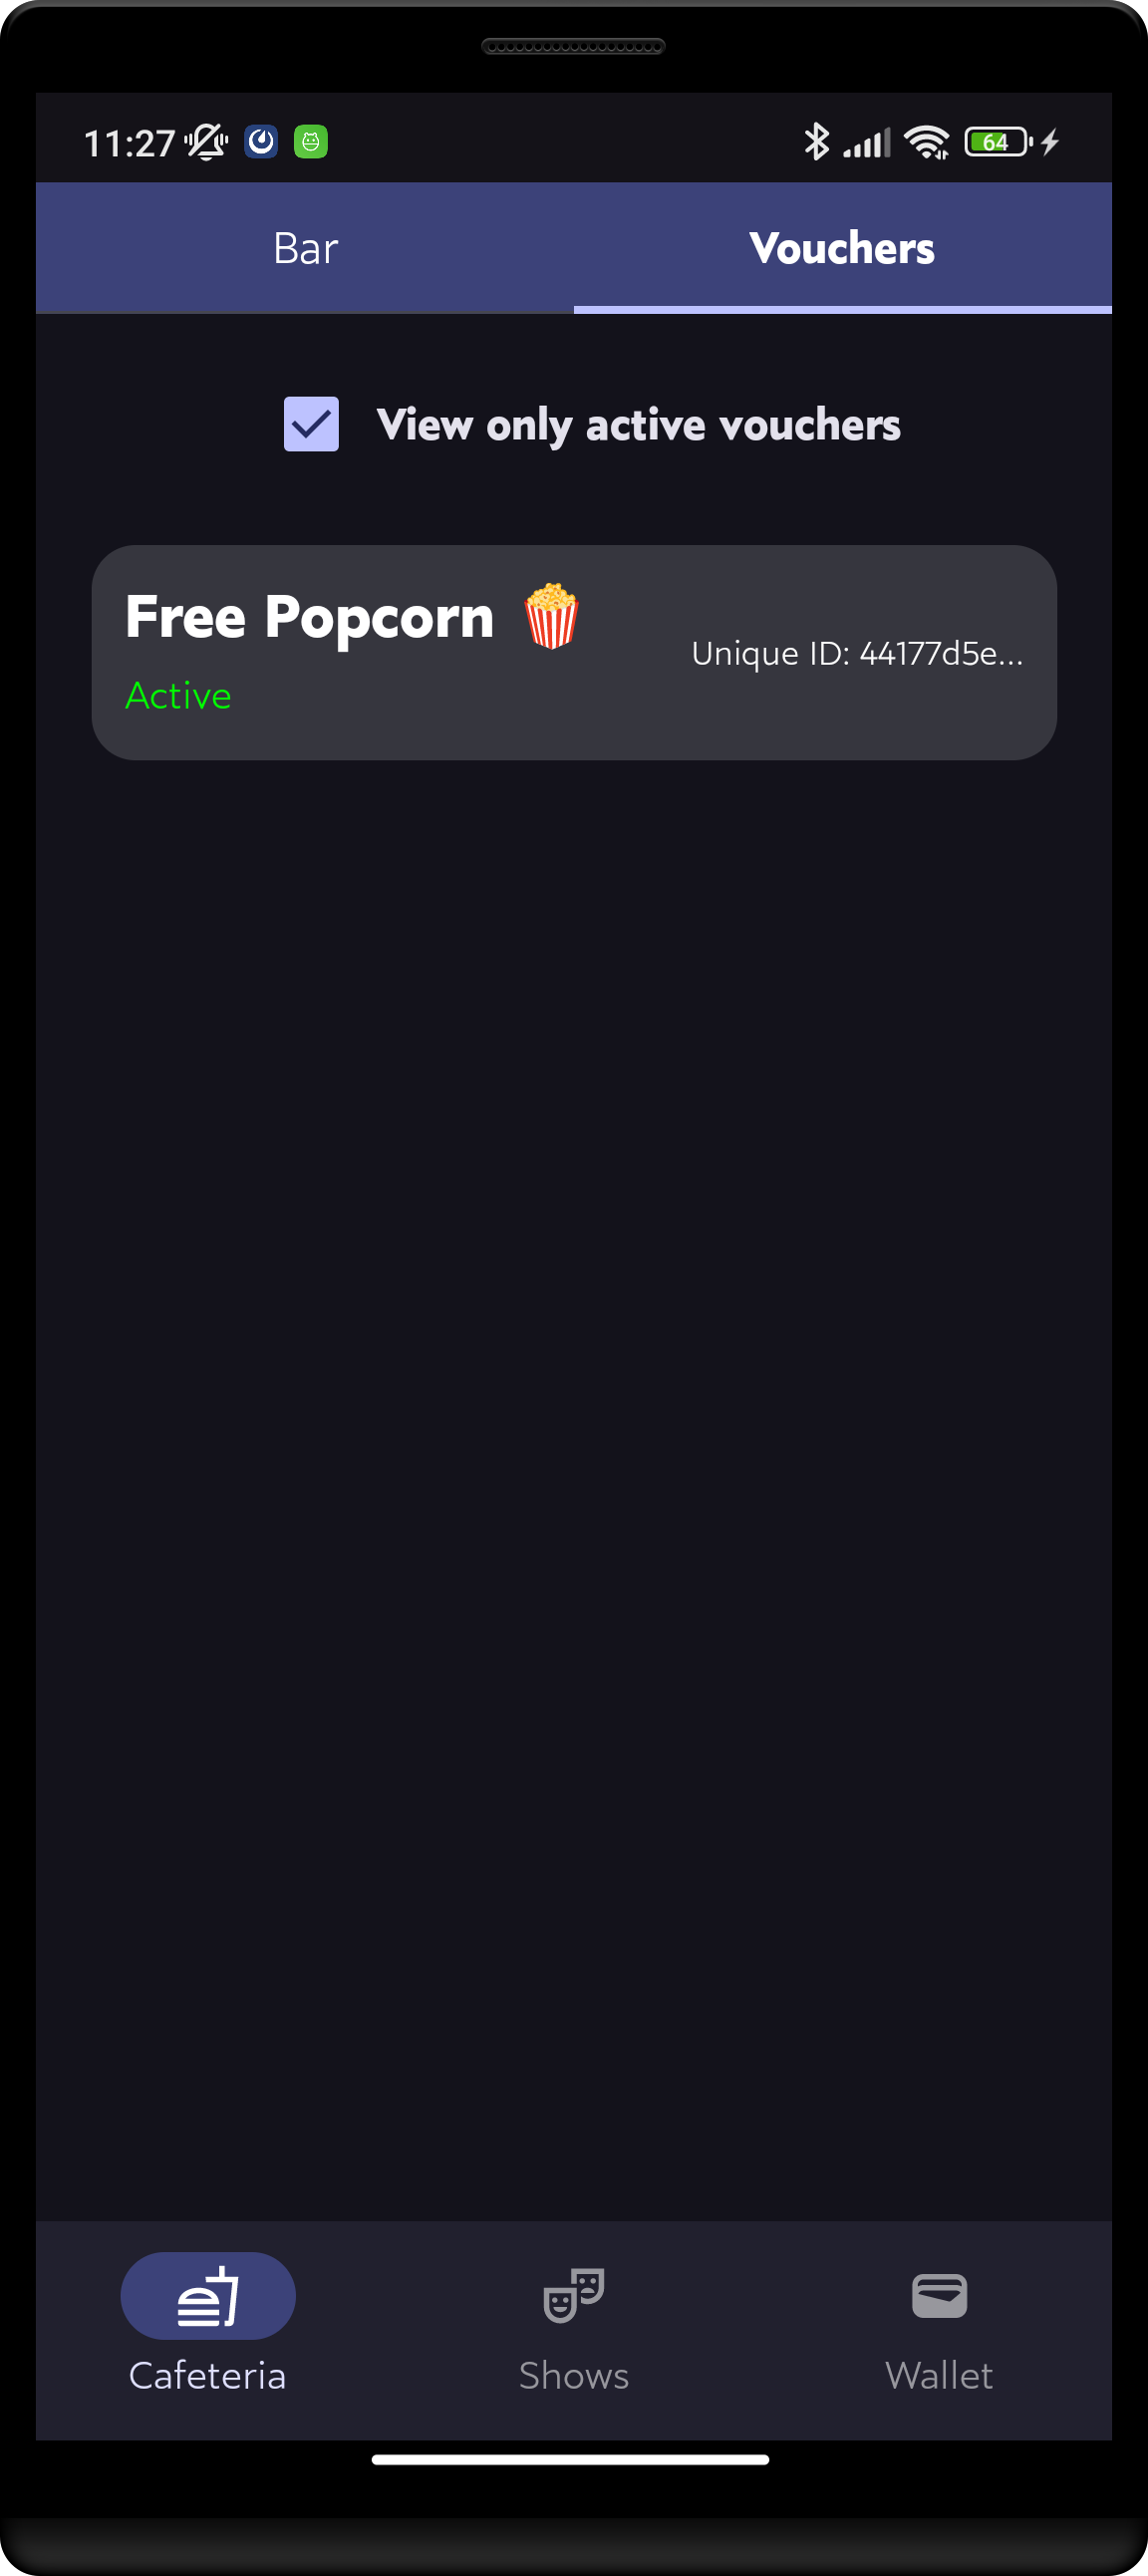 11:27
64
Bar
Vouchers
View only active vouchers
Free Popcorn 🍿
Unique ID: 44177d5e...
Active
Cafeteria
Shows
Wallet